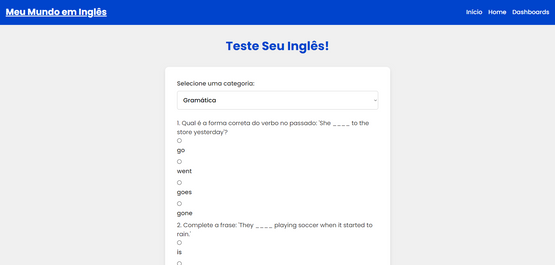 Meu Mundo em Inglês
Início Home Dashboards
Teste Seu Inglês!
Selecione uma categoria:
Gramática
1. Qual é a forma correta do verbo no passado: 'She ____ to the
store yesterday'?
go
went
goes
gone
2. Complete a frase: 'They ____ playing soccer when it started to
rain.'
is